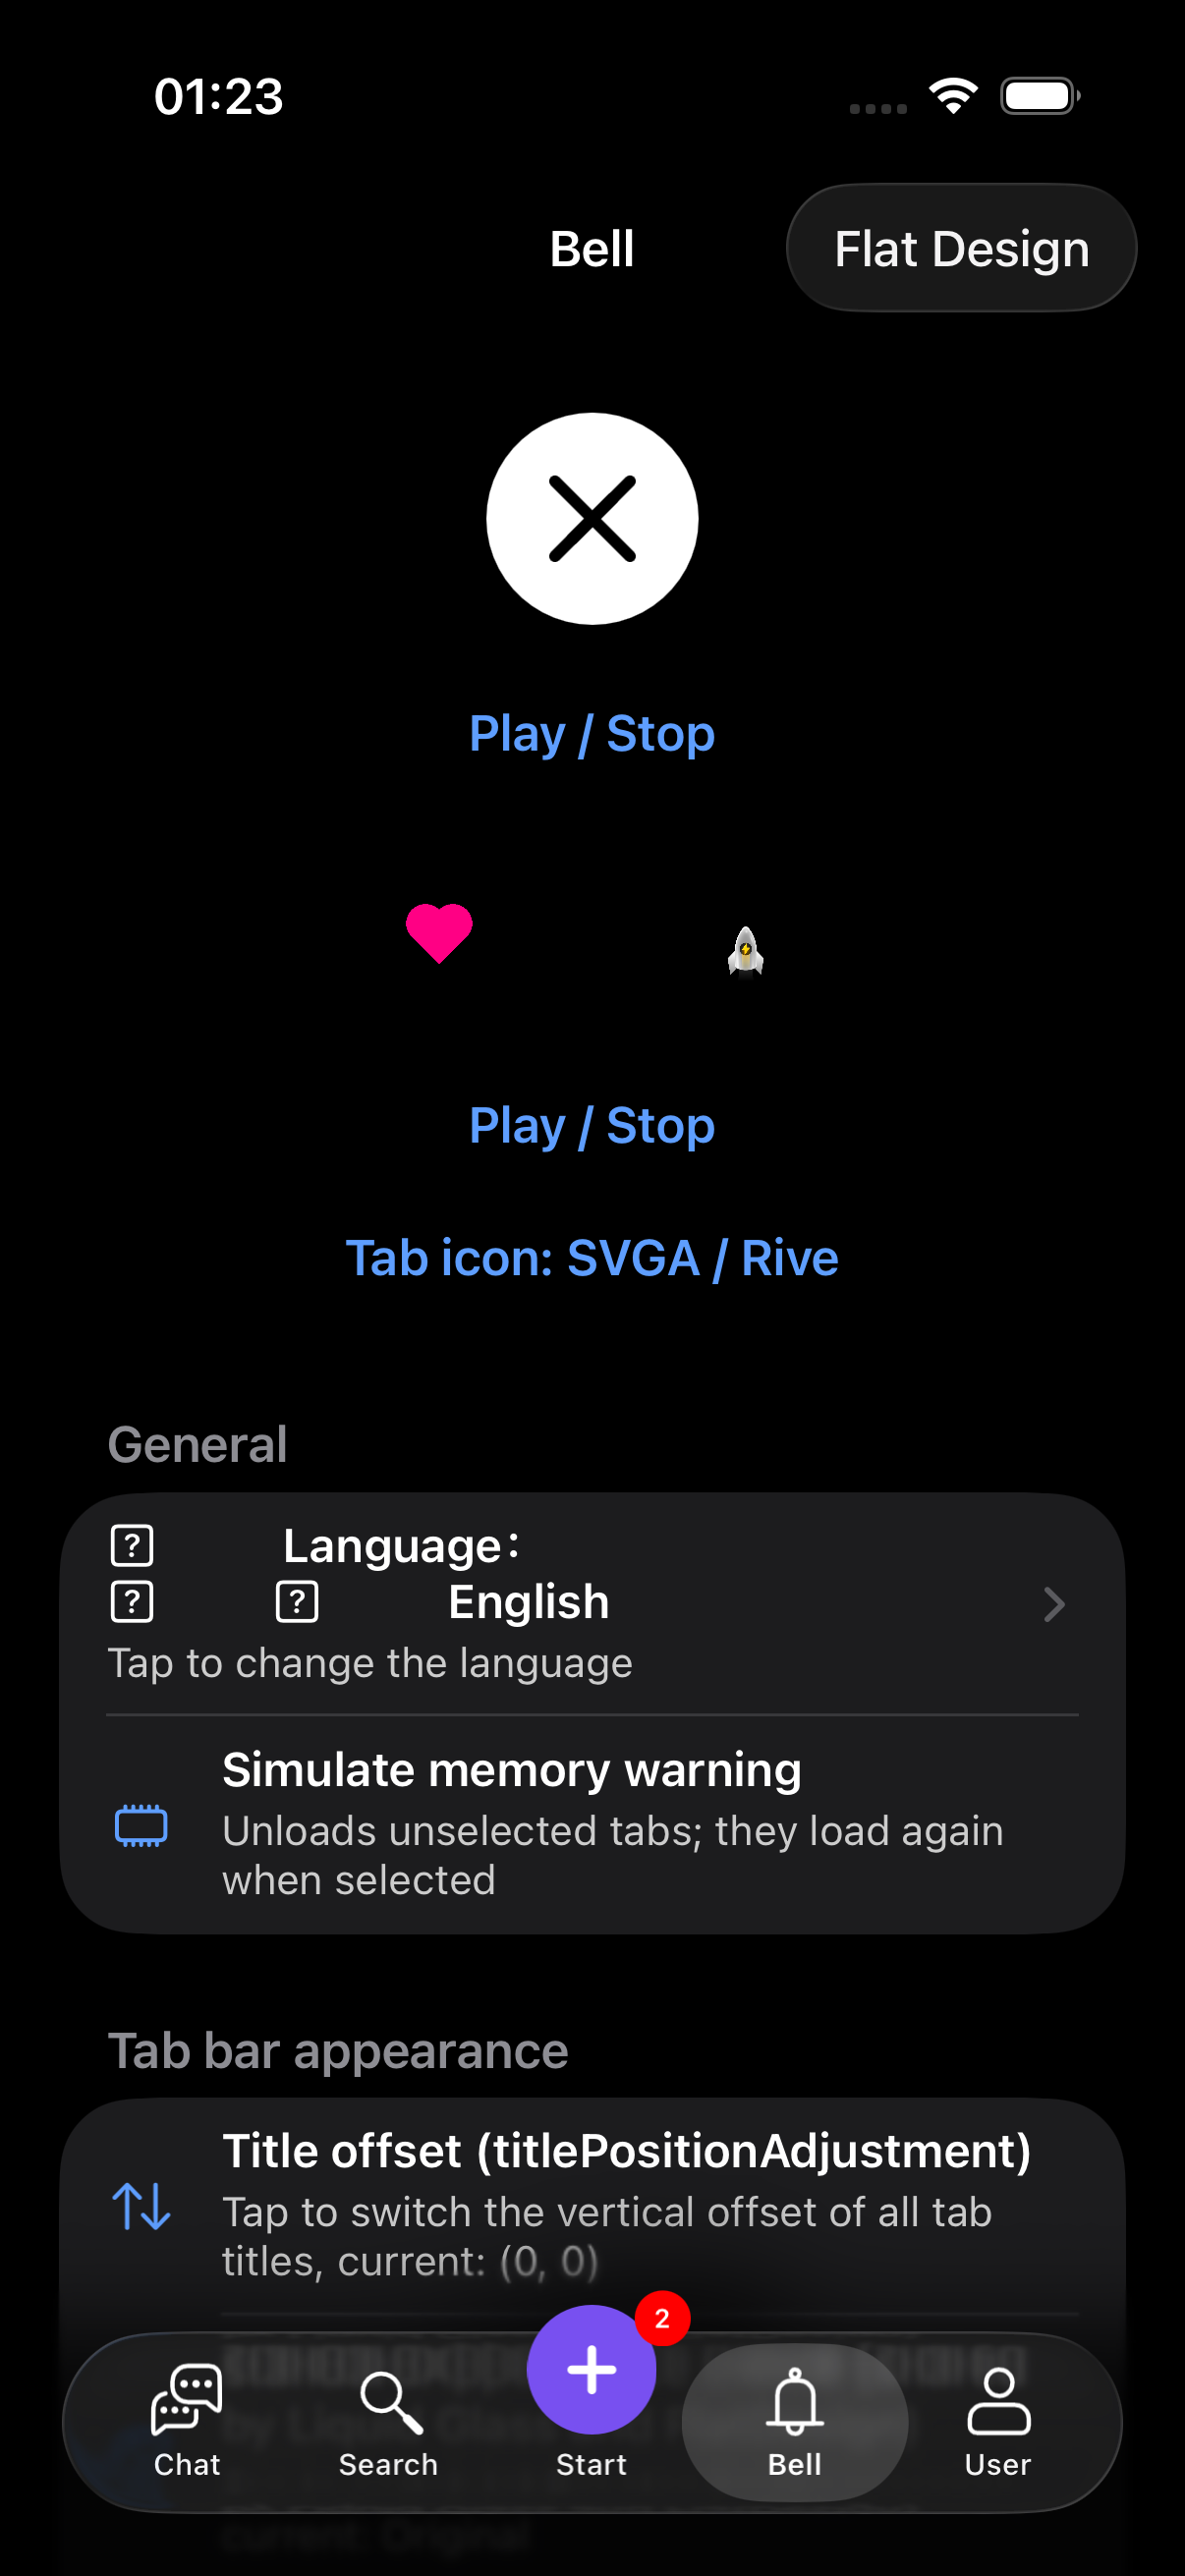 01:23
Bell
Flat Design
Play / Stop
Play / Stop
Tab icon: SVGA / Rive
General
Language:
English
Tap to change the language
Simulate memory warning
Unloads unselected tabs; they load again
when selected
Tab bar appearance
Title offset (titlePositionAdjustment)
Tap to switch the vertical offset of all tab
titles, current: (0, 0)
2
Chat
Search
Start
Bell
User